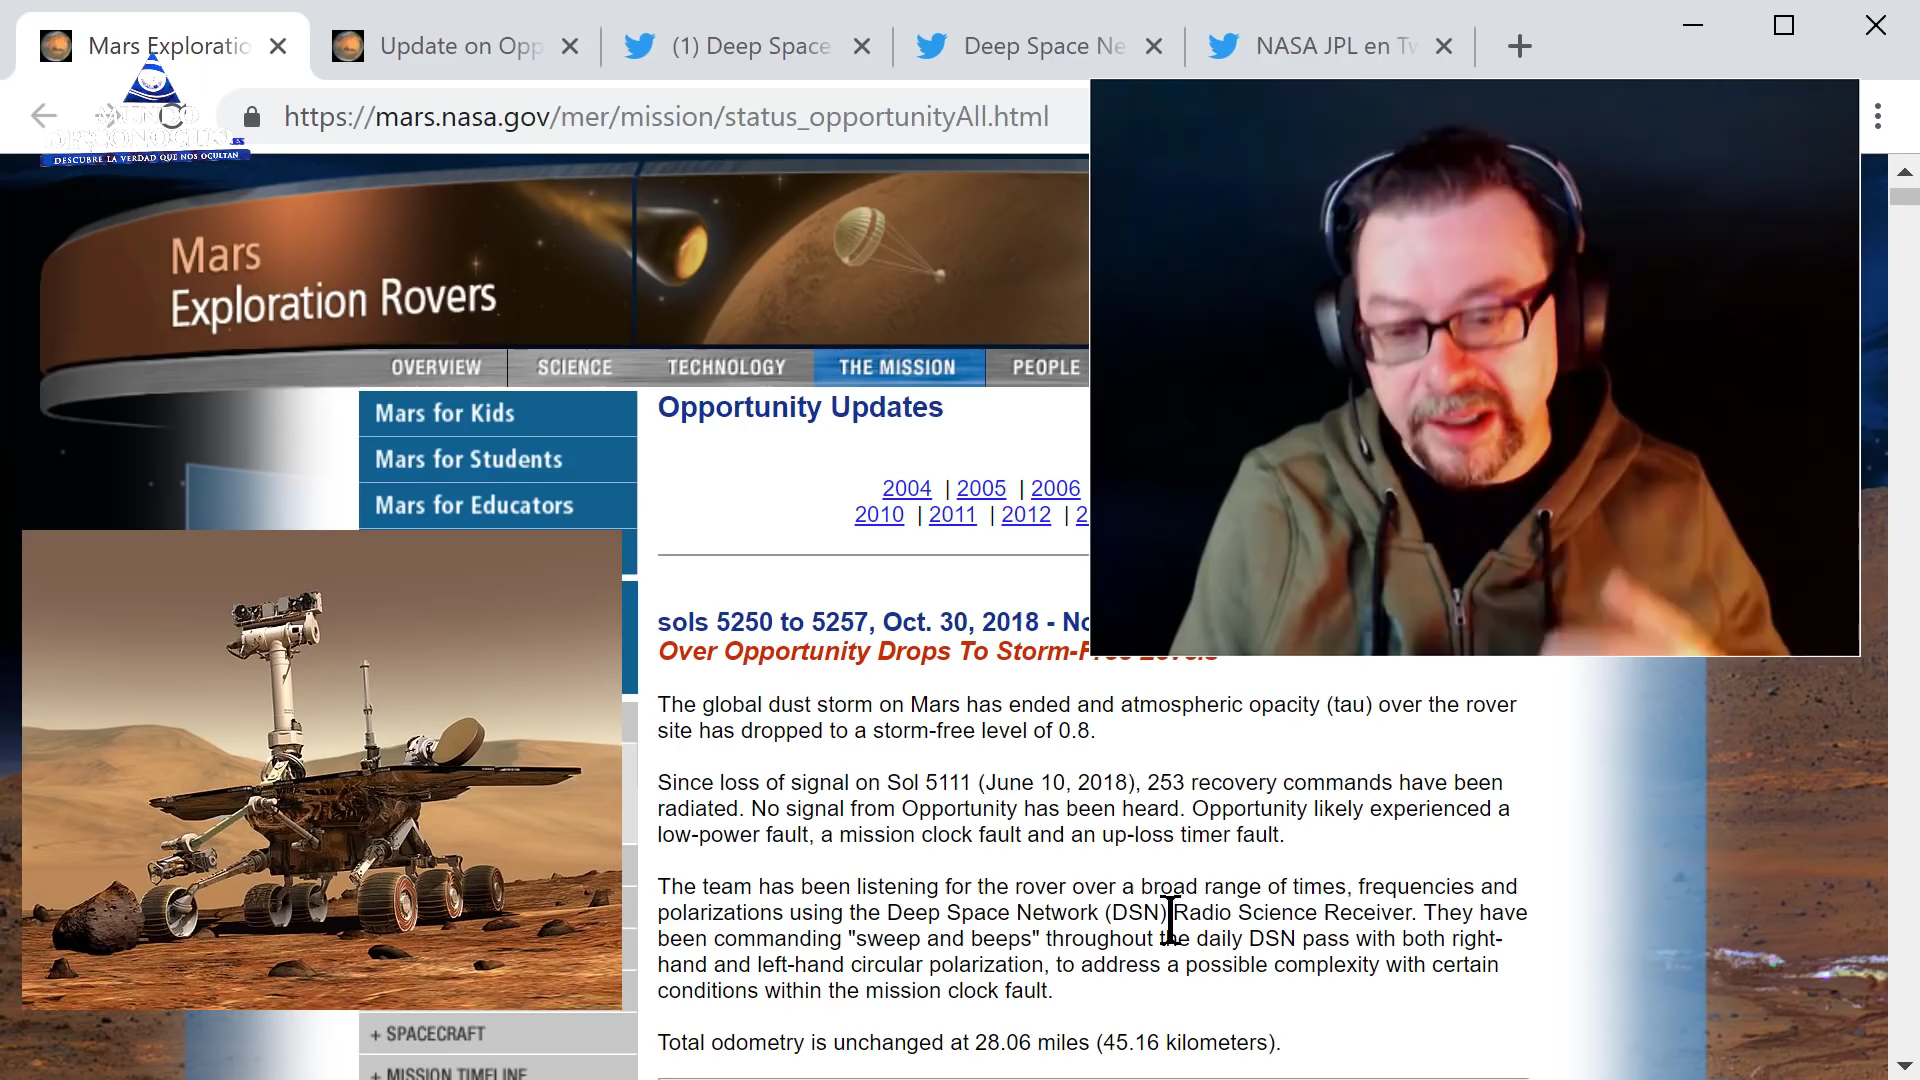 Mars Exploratio
Update on Opp
(1) Deep Space
Deep Space Ne
NASA JPL en Tw
https://mars.nasa.gov/mer/mission/status_opportunityAll.html
MUNDO
DESCONOCIDO.ES
DESCUBRE LA VERDAD QUE NOS OCULTAN
Mars
Exploration Rovers
OVERVIEW
SCIENCE
TECHNOLOGY
THE MISSION
PEOPLE
Mars for Kids
Mars for Students
Mars for Educators
+ SPACECRAFT
+ MISSION TIMELINE
Opportunity Updates
2004 | 2005 | 2006
2010 | 2011 | 2012 | 2
sols 5250 to 5257, Oct. 30, 2018 - No
Over Opportunity Drops To Storm-Free Levels
The global dust storm on Mars has ended and atmospheric opacity (tau) over the rover
site has dropped to a storm-free level of 0.8.
Since loss of signal on Sol 5111 (June 10, 2018), 253 recovery commands have been
radiated. No signal from Opportunity has been heard. Opportunity likely experienced a
low-power fault, a mission clock fault and an up-loss timer fault.
The team has been listening for the rover over a broad range of times, frequencies and
polarizations using the Deep Space Network (DSN) Radio Science Receiver. They have
been commanding "sweep and beeps" throughout the daily DSN pass with both right-
hand and left-hand circular polarization, to address a possible complexity with certain
conditions within the mission clock fault.
Total odometry is unchanged at 28.06 miles (45.16 kilometers).